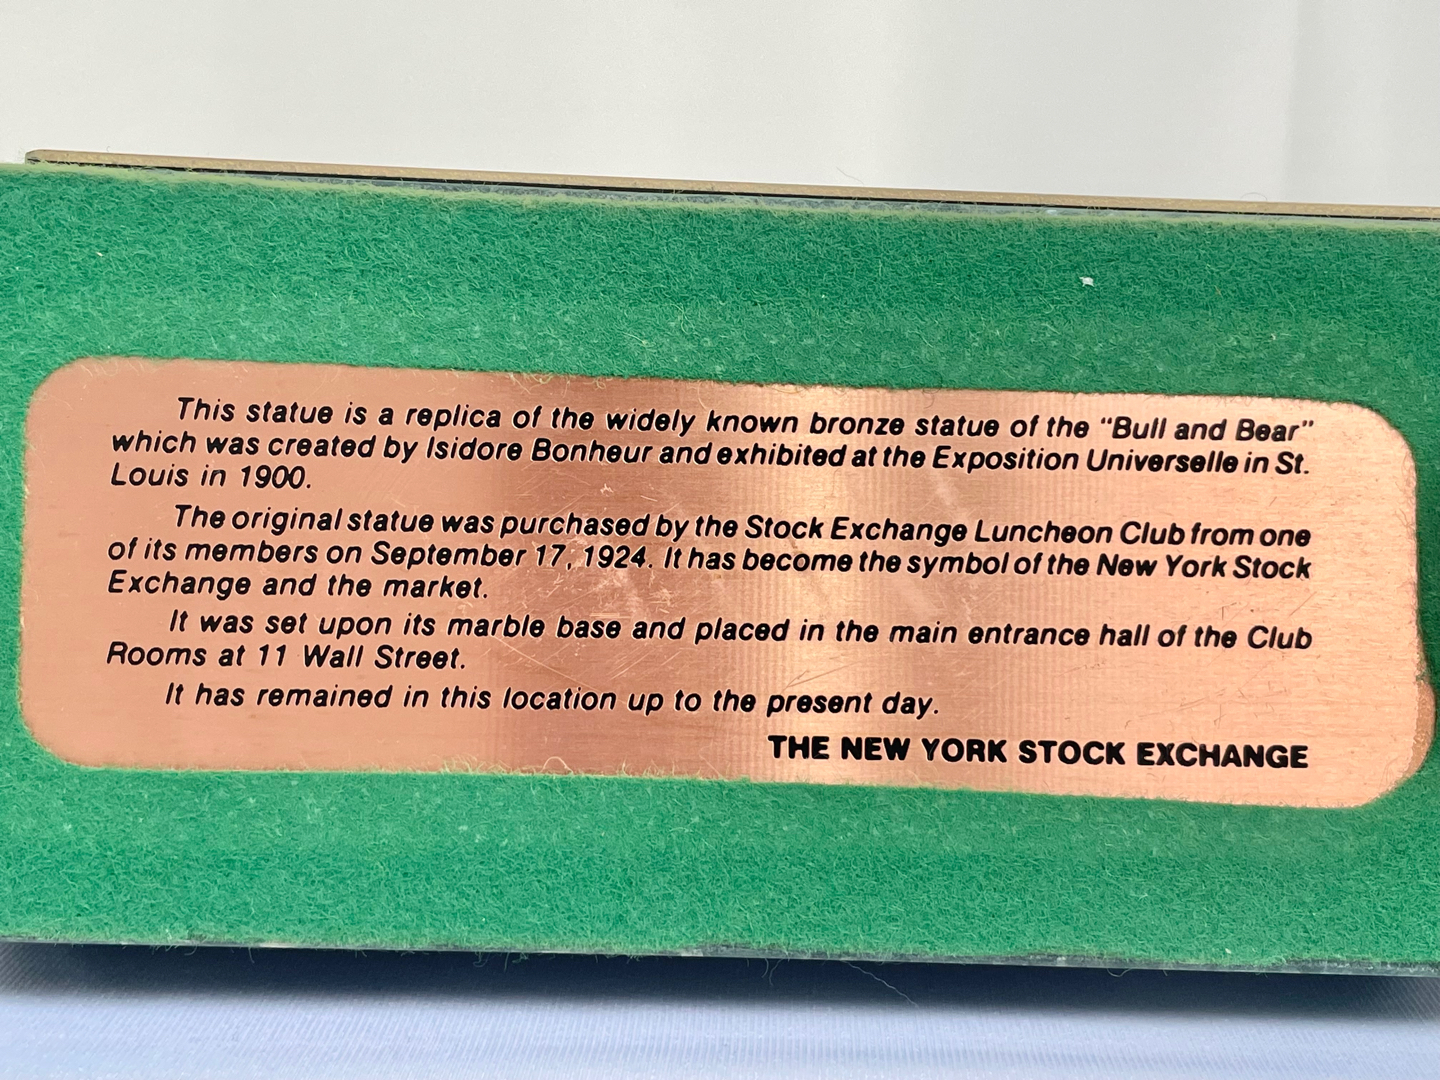 This statue is a replica of the widely known bronze statue of the "Bull and Bear"
which was created by Isidore Bonheur and exhibited at the Exposition Universelle in St.
Louis in 1900.
The original statue was purchased by the Stock Exchange Luncheon Club from one
of its members on September 17, 1924. It has become the symbol of the New York Stock
Exchange and the market.
It was set upon its marble base and placed in the main entrance hall of the Club
Rooms at 11 Wall Street.
It has remained in this location up to the present day.
THE NEW YORK STOCK EXCHANGE